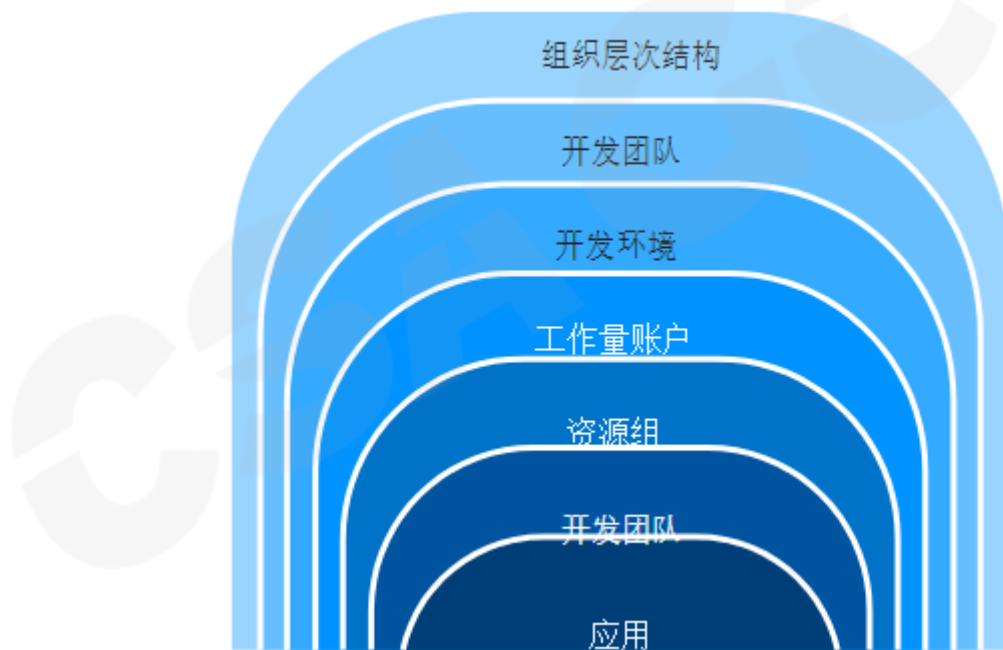 组织层次结构
开发团队
开发环境
工作量账户
资源组
开发团队
应用